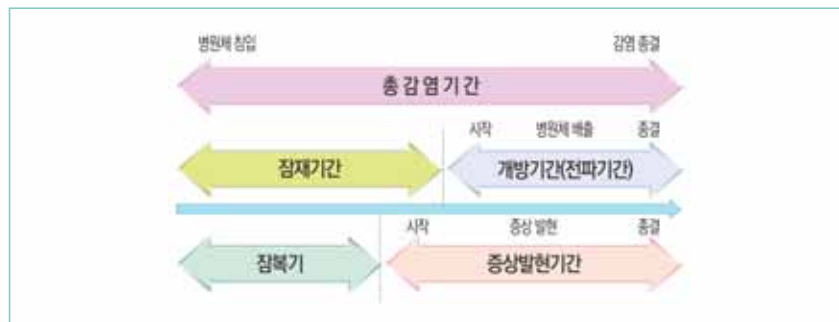 병원체 침입 감염 종결
총감염기간
시작 병원체 배출 종결
잠재기간 개방기간(전파기간)
시작 증상 발현 종결
잠복기 증상발현기간